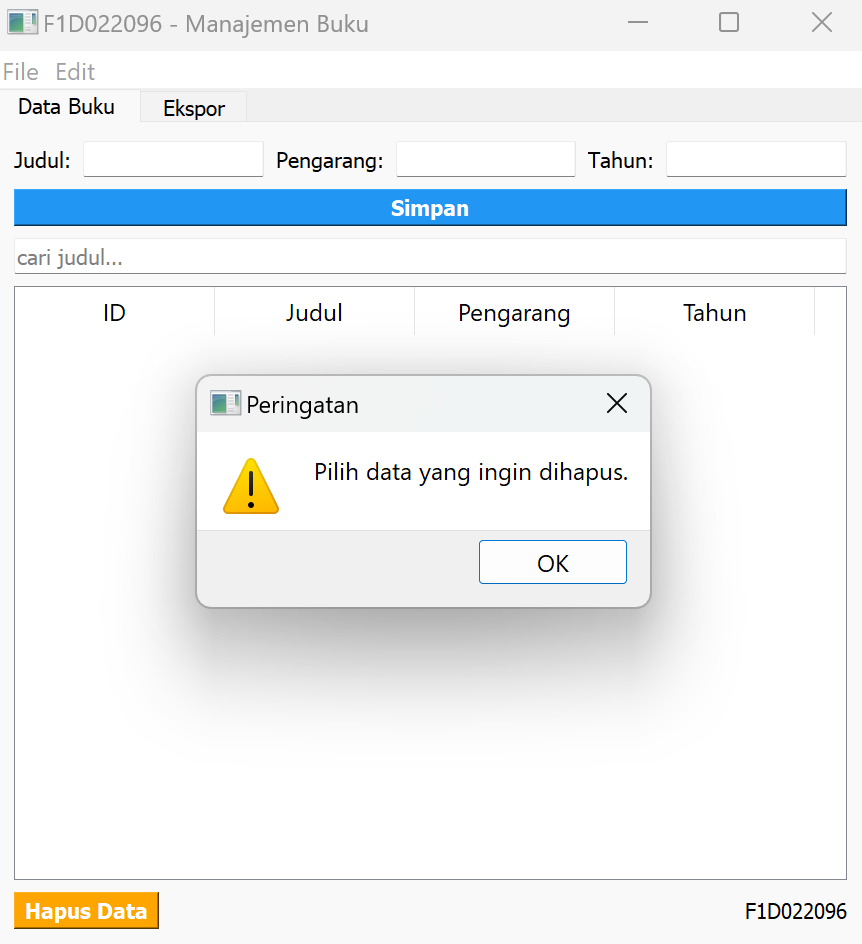 F1D022096 - Manajemen Buku
File Edit
Data Buku Ekspor
Judul: Pengarang: Tahun:
Simpan
cari judul...
ID Judul Pengarang Tahun
Peringatan
Pilih data yang ingin dihapus.
OK
Hapus Data F1D022096